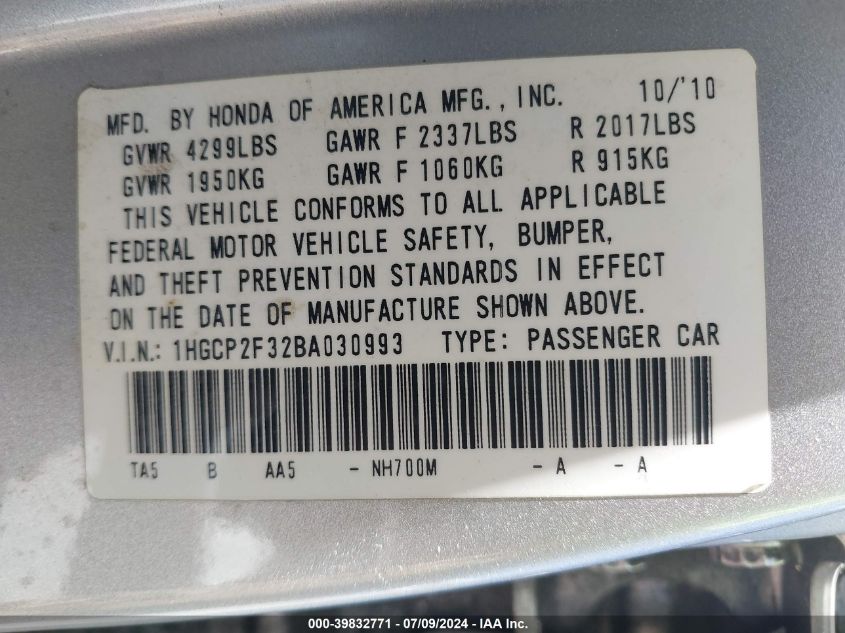 MFD. BY HONDA OF AMERICA MFG., INC. 10/'10
GVWR 4299LBS GAWR F 2337LBS R 2017LBS
GVWR 1950KG GAWR F 1060KG R 915KG
THIS VEHICLE CONFORMS TO ALL APPLICABLE
FEDERAL MOTOR VEHICLE SAFETY, BUMPER,
AND THEFT PREVENTION STANDARDS IN EFFECT
ON THE DATE OF MANUFACTURE SHOWN ABOVE.
V.I.N.: 1HGCP2F32BA030993 TYPE: PASSENGER CAR
TA5 B AA5 - NH700M - A - A
000-39832771 - 07/09/2024 - IAA Inc.